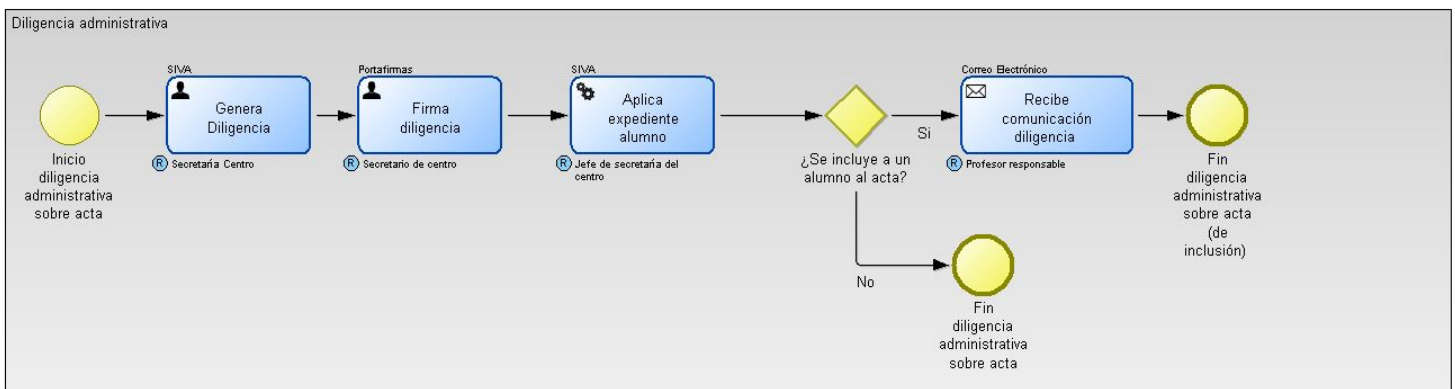 Diligencia administrativa
SIVA
Genera
Diligencia
Secretaría Centro
Portafirmas
Firma
diligencia
Secretario de centro
SIVA
Aplica
expediente
alumno
Jefe de secretaría del
centro
Correo Electrónico
Recibe
comunicación
diligencia
Profesor responsable
Inicio
diligencia
administrativa
sobre acta
¿Se incluye a un
alumno al acta?
Si
No
Fin
diligencia
administrativa
sobre acta
(de
inclusión)
Fin
diligencia
administrativa
sobre acta
R
R
R
R